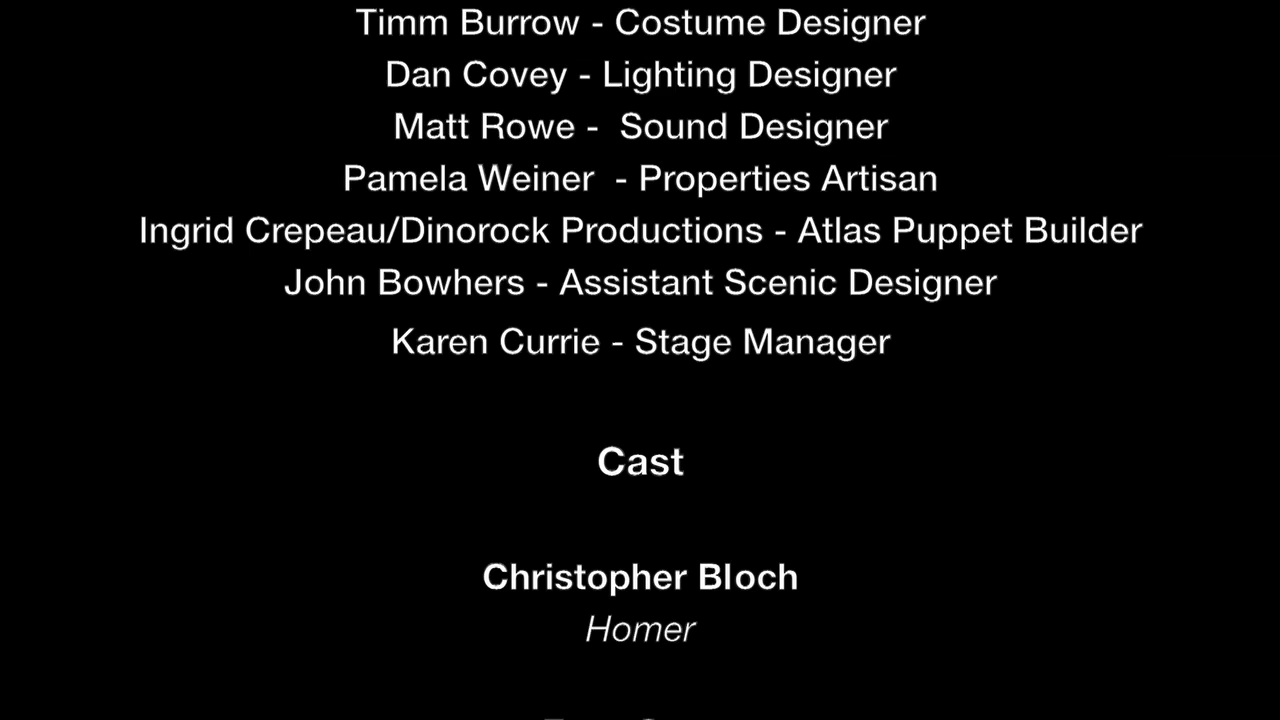 Timm Burrow - Costume Designer
Dan Covey - Lighting Designer
Matt Rowe -  Sound Designer
Pamela Weiner  - Properties Artisan
Ingrid Crepeau/Dinorock Productions - Atlas Puppet Builder
John Bowhers - Assistant Scenic Designer
Karen Currie - Stage Manager
Cast
Christopher Bloch
Homer